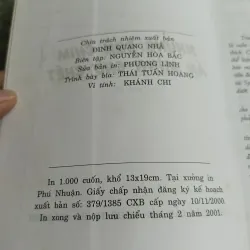 Chịu trách nhiệm xuất bản
ĐINH QUANG NHÃ
Biên tập: NGUYỄN HÒA BẮC
Sửa bản in: PHƯƠNG LINH
Trình bày bìa: THÁI TUẤN HOÀNG
Vi tính: KHÁNH CHI
In 1.000 cuốn, khổ 13x19cm. Tại xưởng in
Phú Nhuận. Giấy chấp nhận đăng ký kế hoạch
xuất bản số: 379/1385 CXB cấp ngày 10/11/2000.
In xong và nộp lưu chiểu tháng 2 năm 2001.